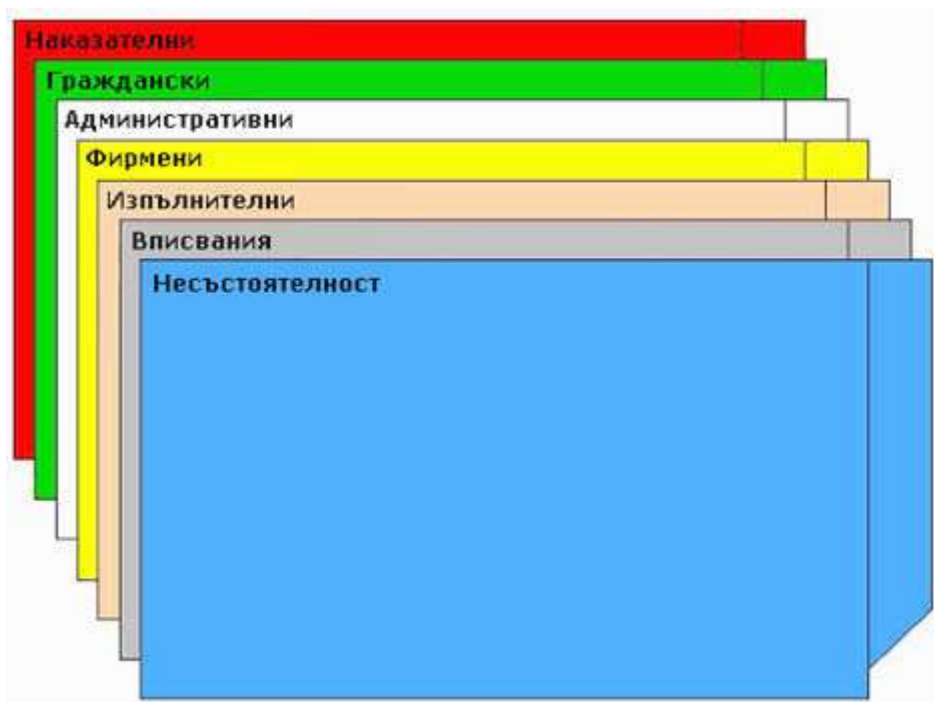 Наказателни
Граждански
Административни
Фирмени
Изпълнителни
Вписвания
Несъстоятелност